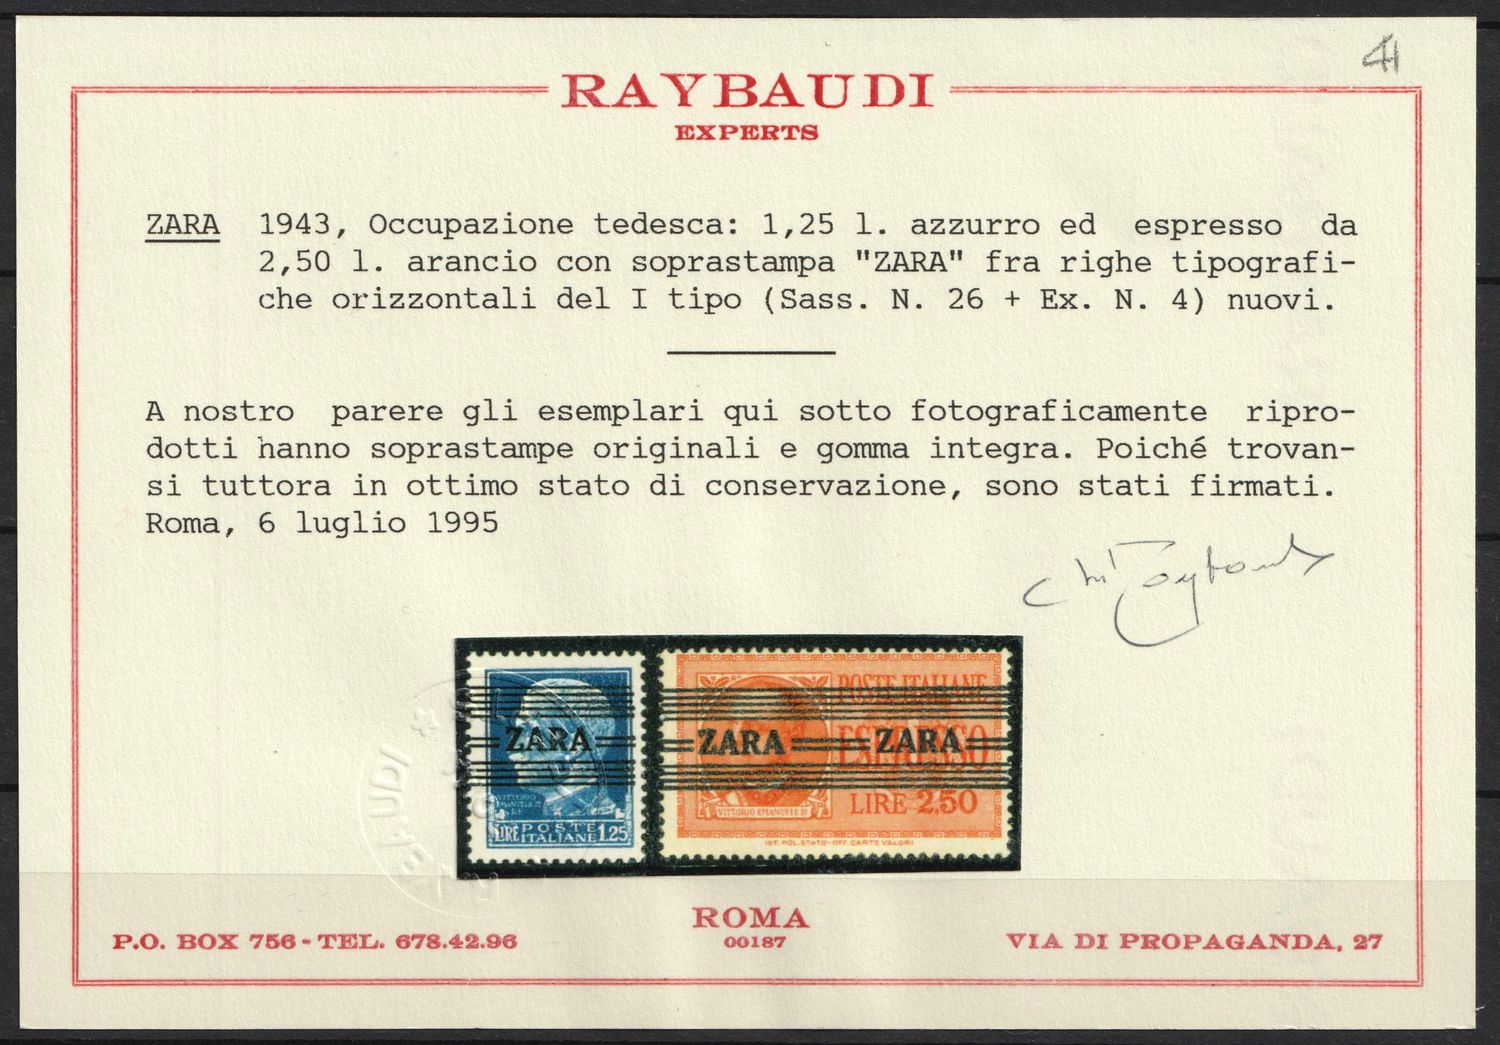 RAYBAUDI
EXPERTS
ZARA 1943, Occupazione tedesca: 1,25 l. azzurro ed espresso da
2,50 l. arancio con soprastampa "ZARA" fra righe tipografi-
che orizzontali del I tipo (Sass. N. 26 + Ex. N. 4) nuovi.
A nostro parere gli esemplari qui sotto fotograficamente ripro-
dotti hanno soprastampe originali e gomma integra. Poiché trovan-
si tuttora in ottimo stato di conservazione, sono stati firmati.
Roma, 6 luglio 1995
ZARA
VITTORIO
EMANUELE III
RE
LIRE POSTE ITALIANE 1.25
POSTE ITALIANE
ZARA ZARA
ESPRESSO
LIRE 2,50
VITTORIO EMANUELE III
IST. POL. STATO-OFF. CARTE VALORI
ROMA
00187
P.O. BOX 756 - TEL. 678.42.96
VIA DI PROPAGANDA, 27